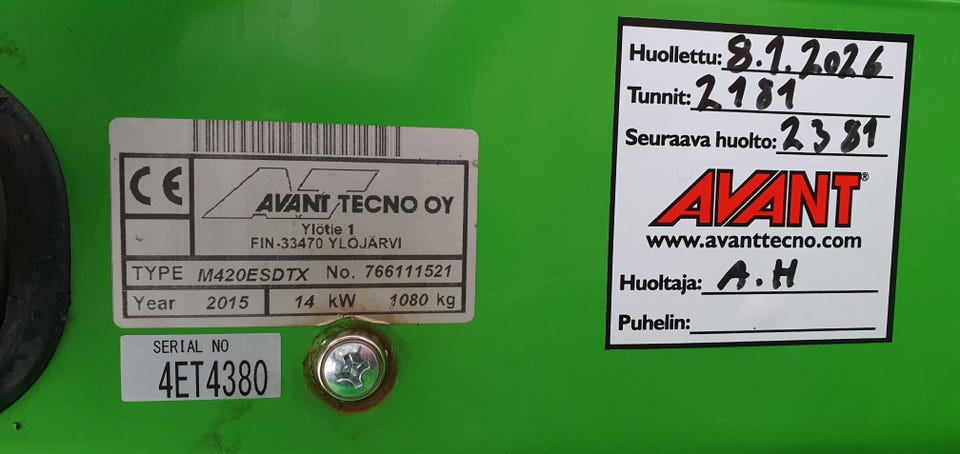 CE
AVANT TECNO OY
Ylötie 1
FIN-33470 YLÖJÄRVI
TYPE M420ESDTX No. 766111521
Year 2015 14 kW 1080 kg
SERIAL NO
4ET4380
Huollettu: 8.1.2026
Tunnit: 2181
Seuraava huolto: 2381
AVANT®
www.avanttecno.com
Huoltaja: A.H
Puhelin: